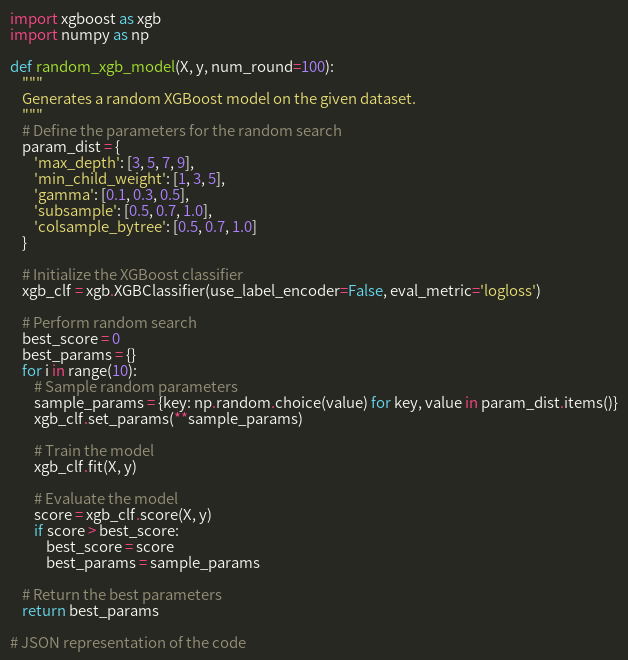 import xgboost as xgb
import numpy as np
def random_xgb_model(X, y, num_round=100):
"""
Generates a random XGBoost model on the given dataset.
"""
# Define the parameters for the random search
param_dist = {
'max_depth': [3, 5, 7, 9],
'min_child_weight': [1, 3, 5],
'gamma': [0.1, 0.3, 0.5],
'subsample': [0.5, 0.7, 1.0],
'colsample_bytree': [0.5, 0.7, 1.0]
}
# Initialize the XGBoost classifier
xgb_clf = xgb.XGBClassifier(use_label_encoder=False, eval_metric='logloss')
# Perform random search
best_score = 0
best_params = {}
for i in range(10):
# Sample random parameters
sample_params = {key: np.random.choice(value) for key, value in param_dist.items()}
xgb_clf.set_params(**sample_params)
# Train the model
xgb_clf.fit(X, y)
# Evaluate the model
score = xgb_clf.score(X, y)
if score > best_score:
best_score = score
best_params = sample_params
# Return the best parameters
return best_params
# JSON representation of the code